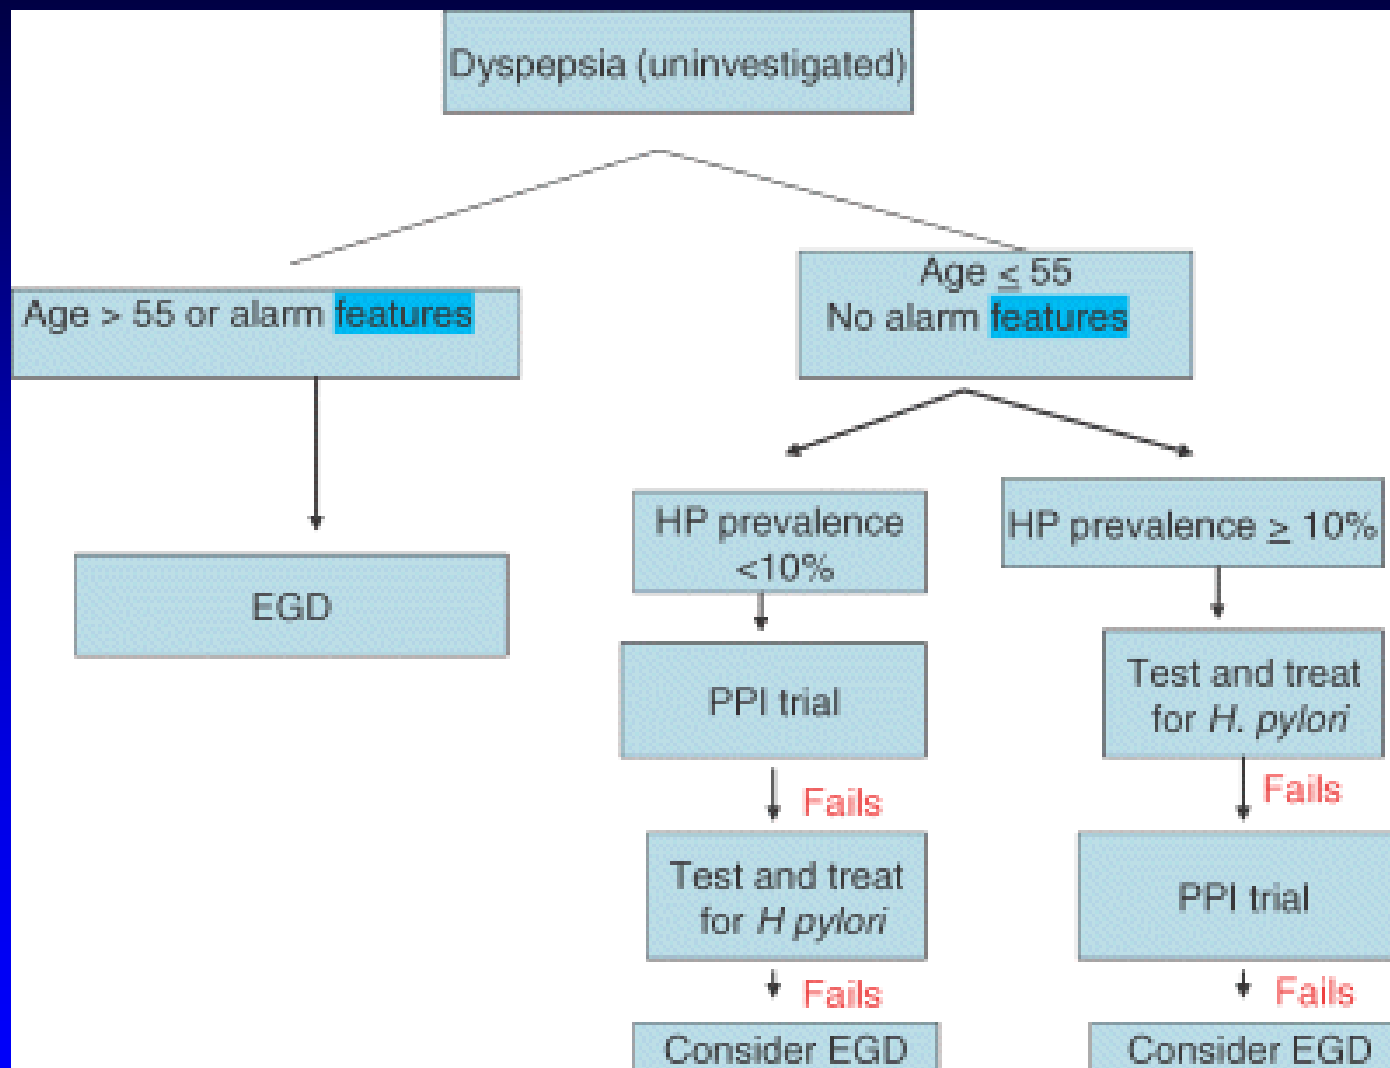 Dyspepsia (uninvestigated)
Age > 55 or alarm features
Age ≤ 55
No alarm features
EGD
HP prevalence
<10%
HP prevalence ≥ 10%
PPI trial
Test and treat
for H. pylori
Fails
Fails
Test and treat
for H pylori
PPI trial
Fails
Fails
Consider EGD
Consider EGD